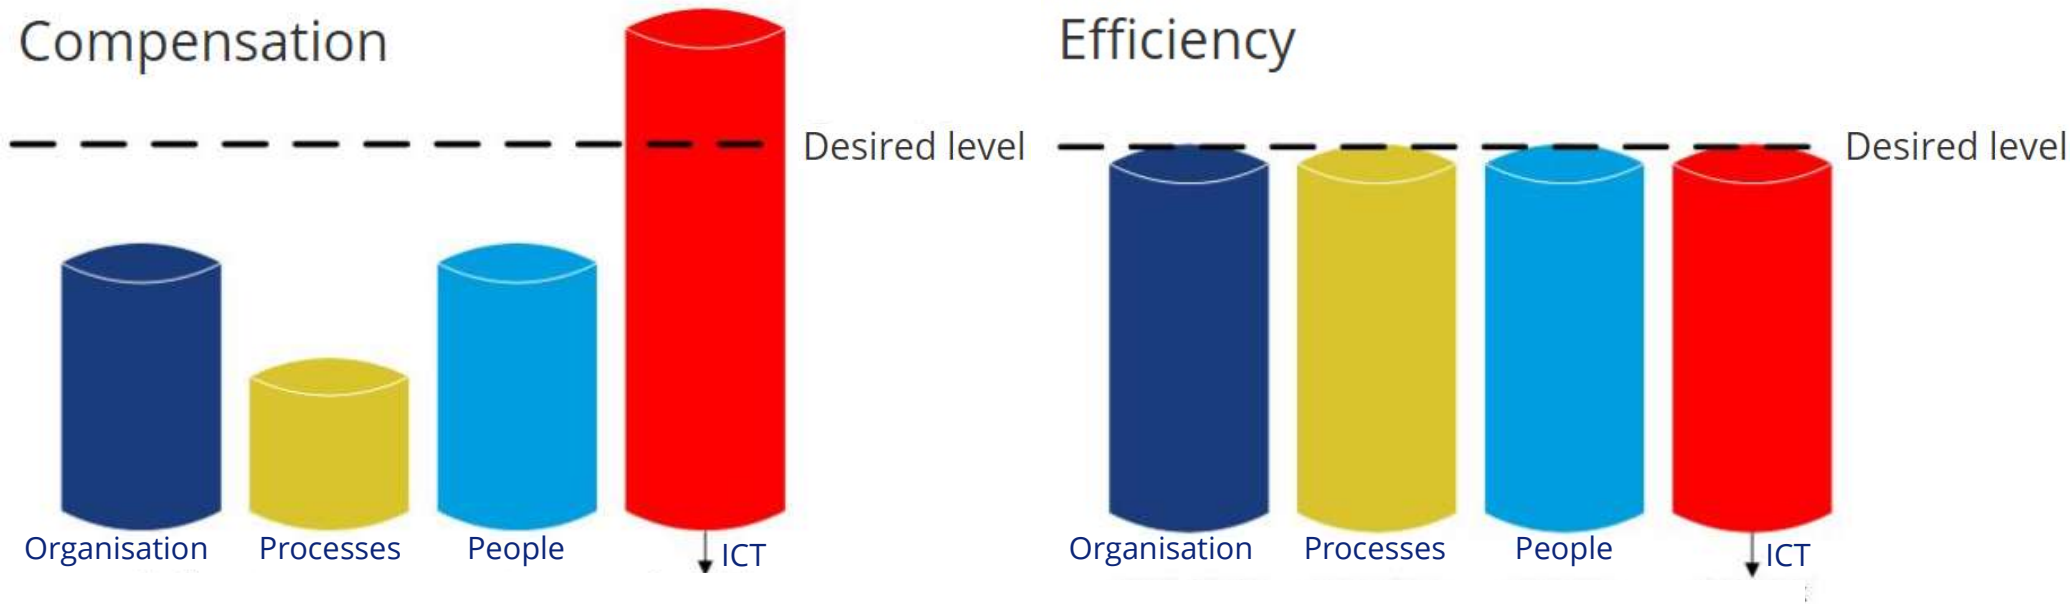 Compensation
Desired level
Organisation
Processes
People
ICT
Efficiency
Desired level
Organisation
Processes
People
ICT